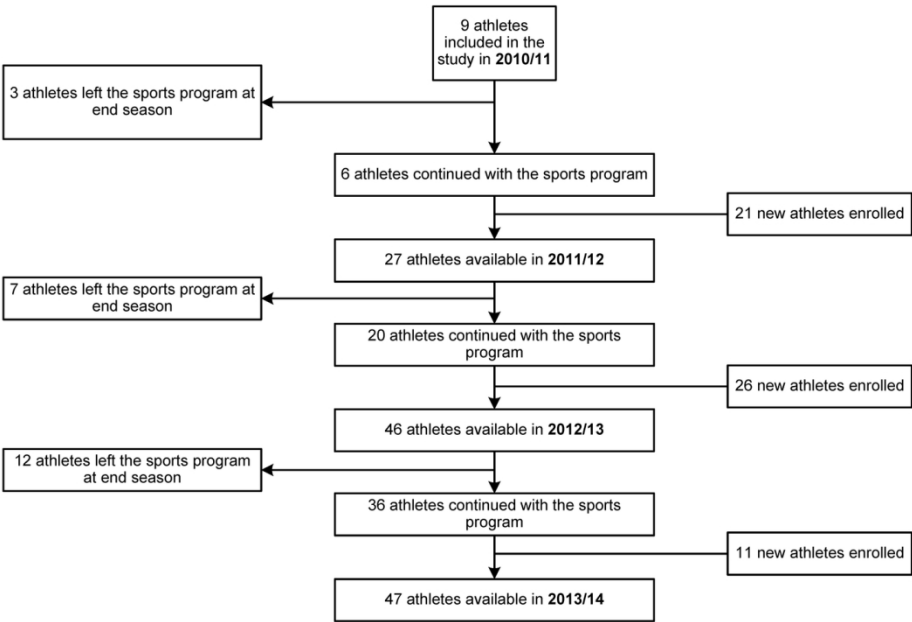 9 athletes
included in the
study in 2010/11
3 athletes left the sports program at
end season
6 athletes continued with the sports program
21 new athletes enrolled
27 athletes available in 2011/12
7 athletes left the sports program at
end season
20 athletes continued with the sports
program
26 new athletes enrolled
46 athletes available in 2012/13
12 athletes left the sports program
at end season
36 athletes continued with the sports
program
11 new athletes enrolled
47 athletes available in 2013/14